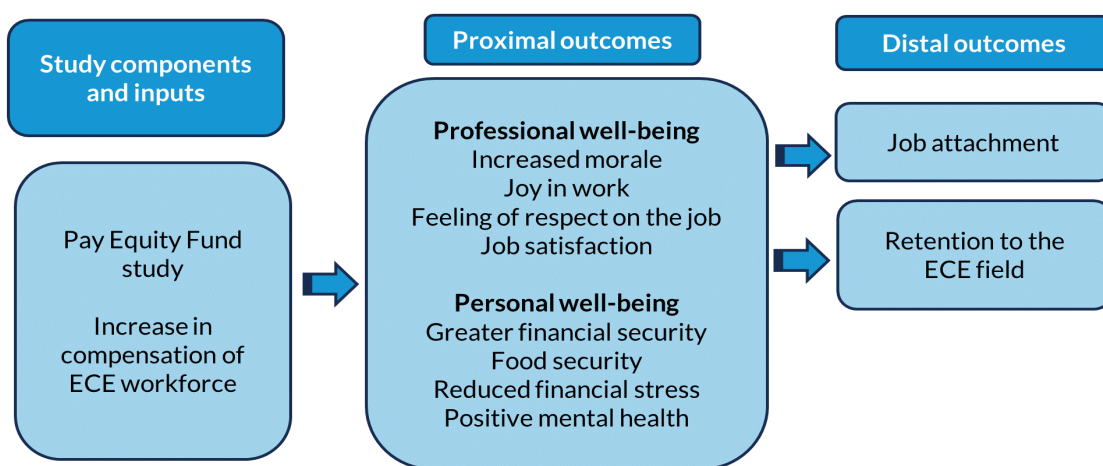 Study components
and inputs
Pay Equity Fund
study
Increase in
compensation of
ECE workforce
Proximal outcomes
Professional well-being
Increased morale
Joy in work
Feeling of respect on the job
Job satisfaction
Personal well-being
Greater financial security
Food security
Reduced financial stress
Positive mental health
Distal outcomes
Job attachment
Retention to the
ECE field